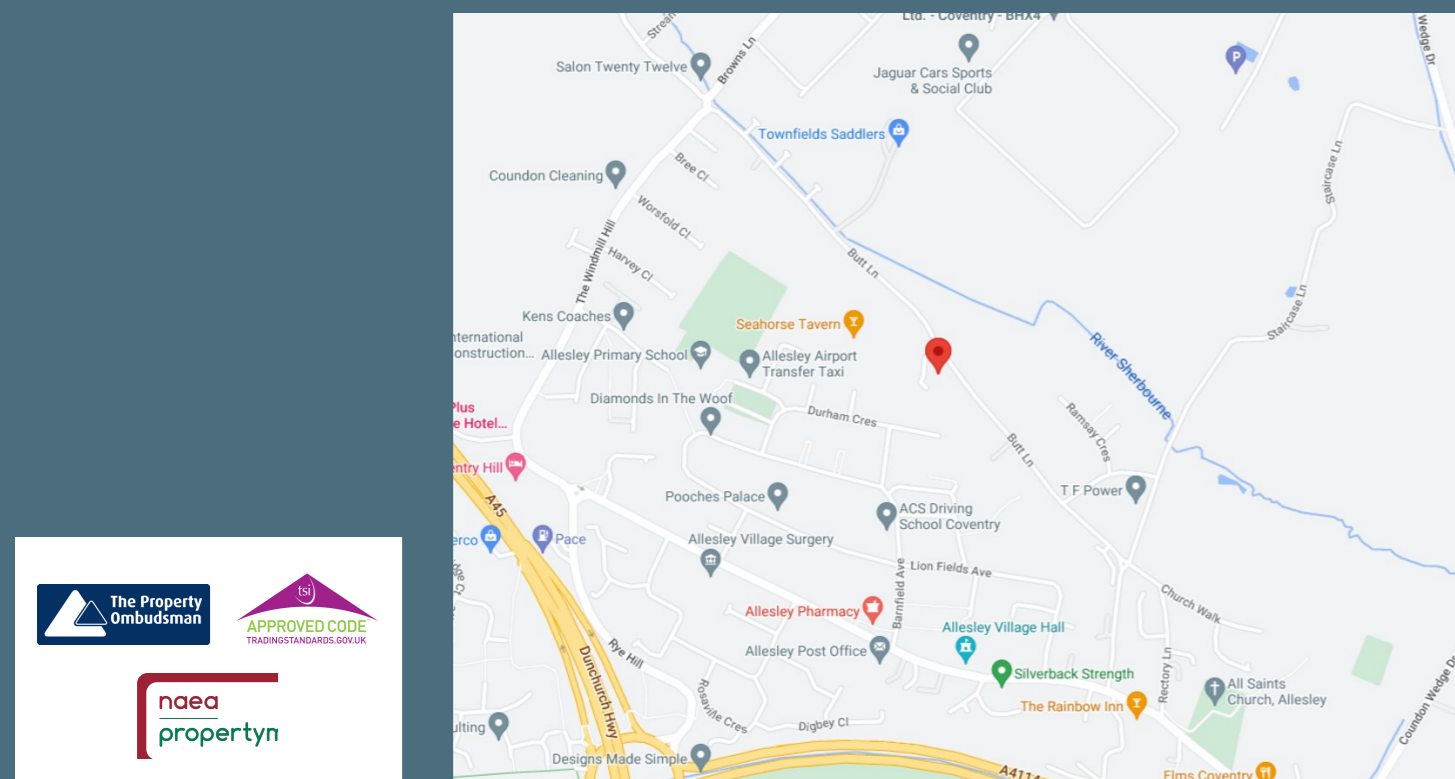 The Property
Ombudsman
tsi
APPROVED CODE
TRADINGSTANDARDS.GOV.UK
naea
propertym
Ltd. - Coventry - BHX4
Wedge Dr
Browns Ln
Salon Twenty Twelve
Jaguar Cars Sports
& Social Club
P
Townfields Saddlers
Bree Cl
Coundon Cleaning
Staircase Ln
Worsfold Cl
The Windmill Hill
Harvey Cl
Butt Ln
Kens Coaches
Seahorse Tavern
Staircase Ln
nternational
onstruction...
Allesley Primary School
Allesley Airport
Transfer Taxi
River Sherbourne
Diamonds In The Woof
Plus
e Hotel...
Durham Cres
Ramsay Cres
Butt Ln
entry Hill
A45
Pooches Palace
T F Power
ACS Driving
School Coventry
erco
Pace
Allesley Village Surgery
Lion Fields Ave
Barnfield Ave
Church Walk
Allesley Pharmacy
Allesley Village Hall
Allesley Post Office
Rye Hill
Dunchurch Hwy
Silverback Strength
Rectory Ln
All Saints
Church, Allesley
The Rainbow Inn
Rosaville Cres
Digbey Cl
Coundon Wedge Dr
ulting
Designs Made Simple
A4114
Elms Coventry